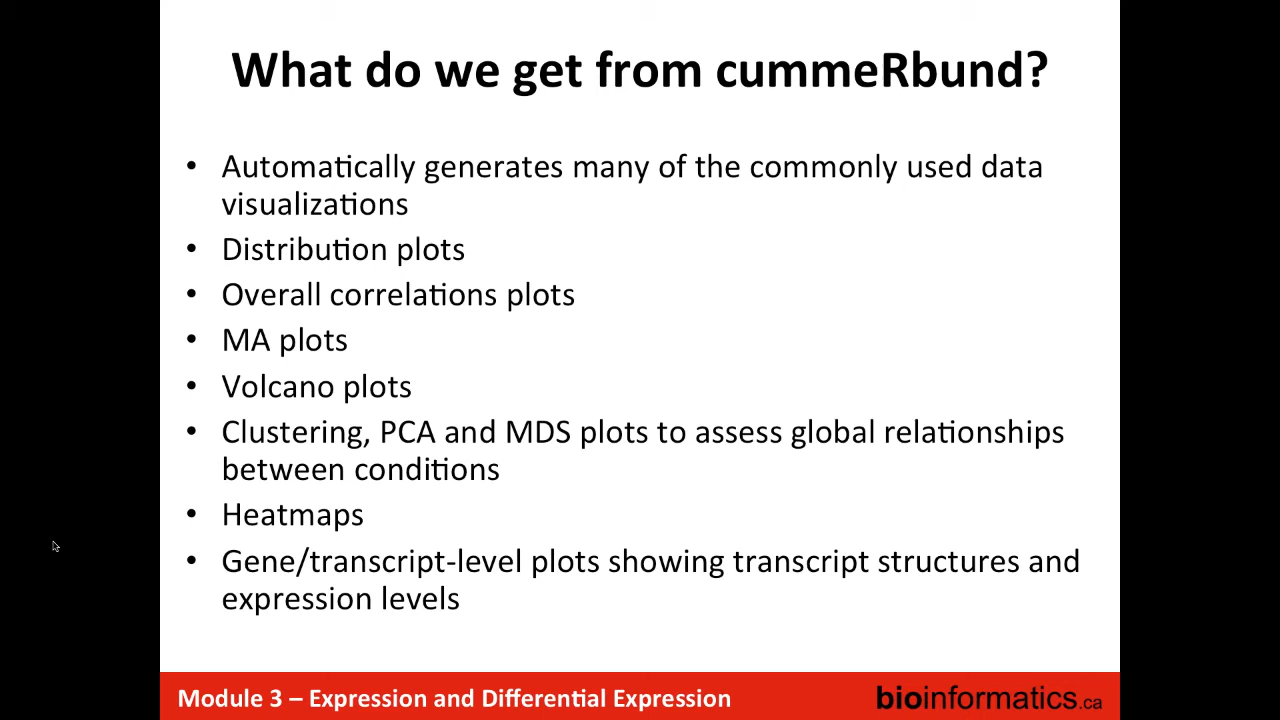 What do we get from cummeRbund?
• Automatically generates many of the commonly used data
visualizations
• Distribution plots
• Overall correlations plots
• MA plots
• Volcano plots
• Clustering, PCA and MDS plots to assess global relationships
between conditions
• Heatmaps
• Gene/transcript-level plots showing transcript structures and
expression levels
Module 3 – Expression and Differential Expression
bioinformatics.ca